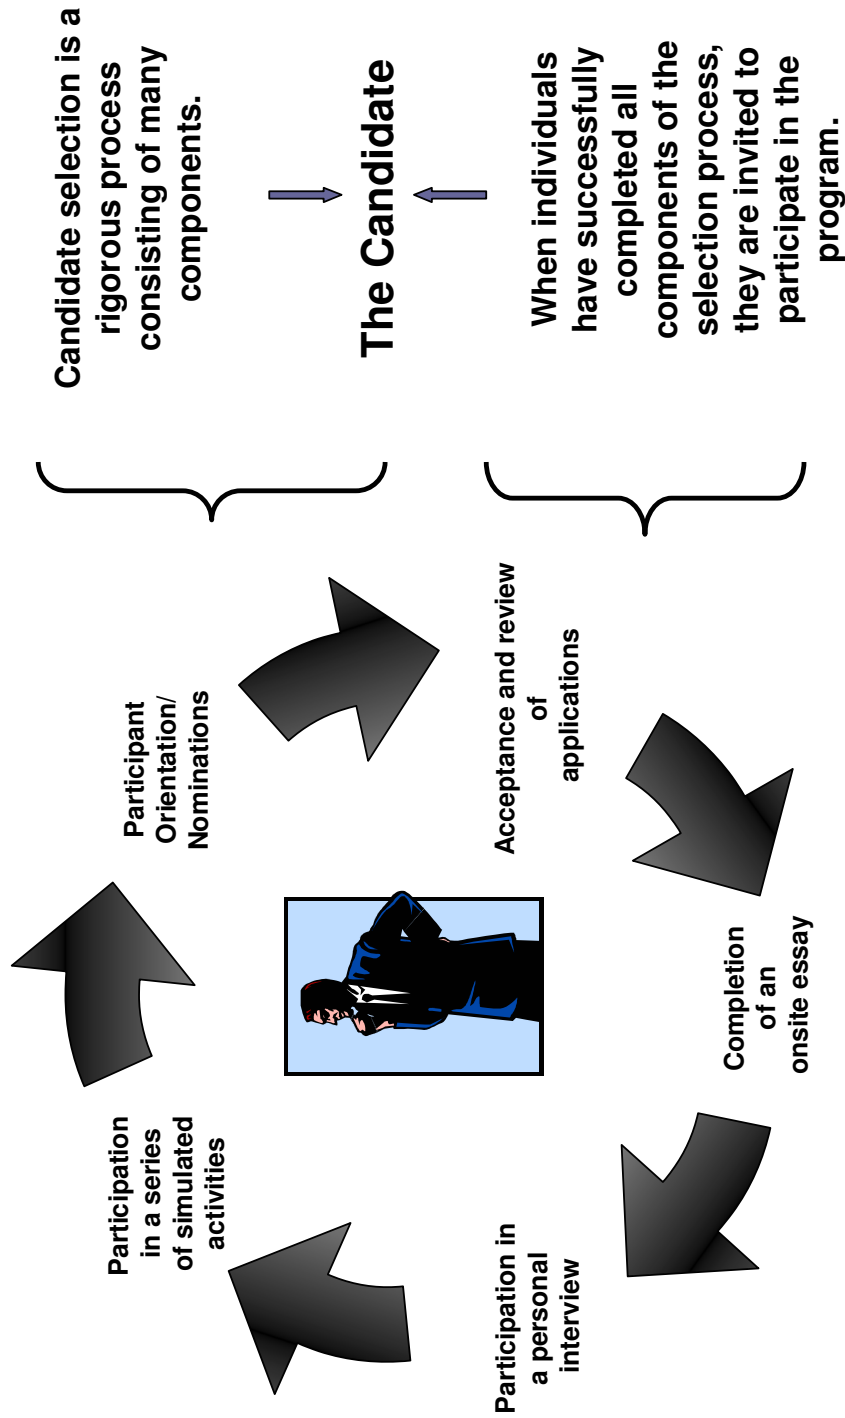 Participant
Orientation/
Nominations
Acceptance and review
of
applications
Completion
of an
onsite essay
Participation in
a personal
interview
Participation
in a series
of simulated
activities
Candidate selection is a
rigorous process
consisting of many
components.
The Candidate
When individuals
have successfully
completed all
components of the
selection process,
they are invited to
participate in the
program.